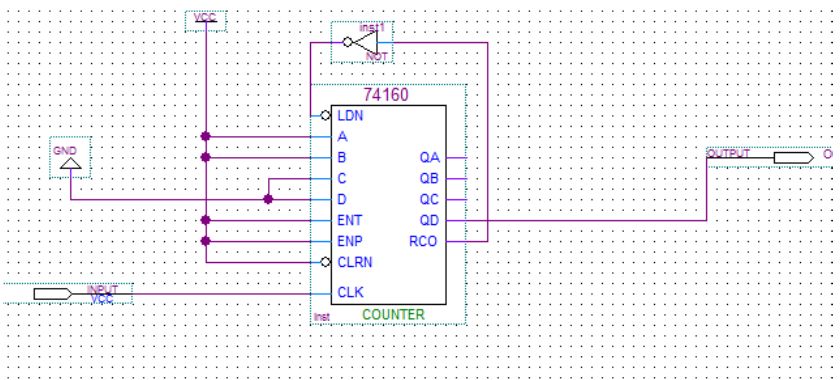 VCC
inst1
NOT
74160
LDN
A
GND
B
QA
OUTPUT
O
C
QB
D
QC
ENT
QD
ENP
RCO
CLRN
INPUT
VCC
CLK
inst
COUNTER